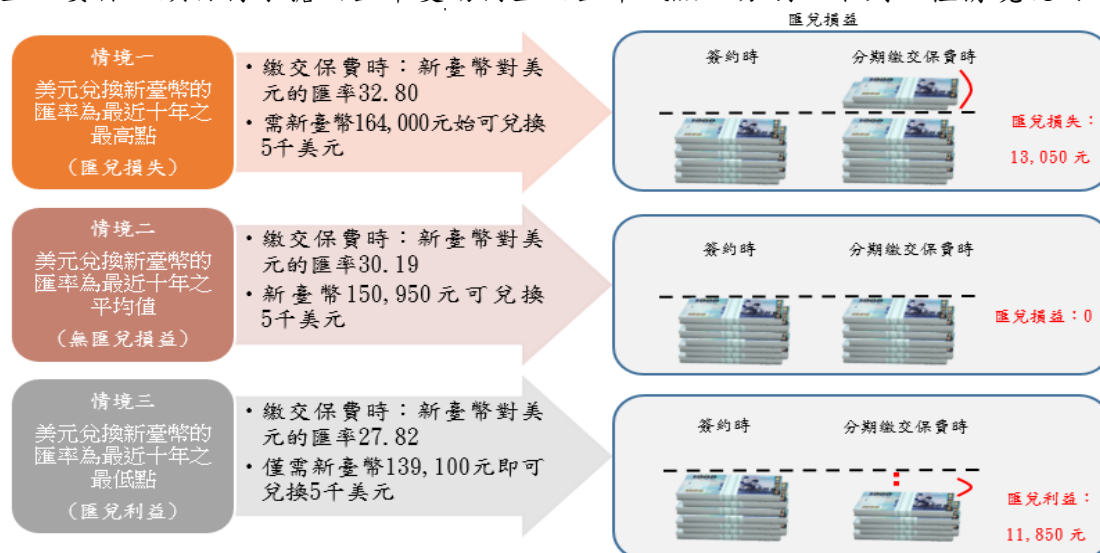 匯兌損益
情境一
美元兌換新臺幣的
匯率為最近十年之
最高點
(匯兌損失)
•繳交保費時：新臺幣對美
元的匯率32.80
•需新臺幣164,000元始可兌換
5千美元
簽約時
分期繳交保費時
匯兌損失：
13,050 元
情境二
美元兌換新臺幣的
匯率為最近十年之
平均值
(無匯兌損益)
•繳交保費時：新臺幣對美
元的匯率30.19
•新臺幣150,950元可兌換
5千美元
簽約時
分期繳交保費時
匯兌損益：0
情境三
美元兌換新臺幣的
匯率為最近十年之
最低點
(匯兌利益)
•繳交保費時：新臺幣對美
元的匯率27.82
•僅需新臺幣139,100元即可
兌換5千美元
簽約時
分期繳交保費時
匯兌利益：
11,850 元